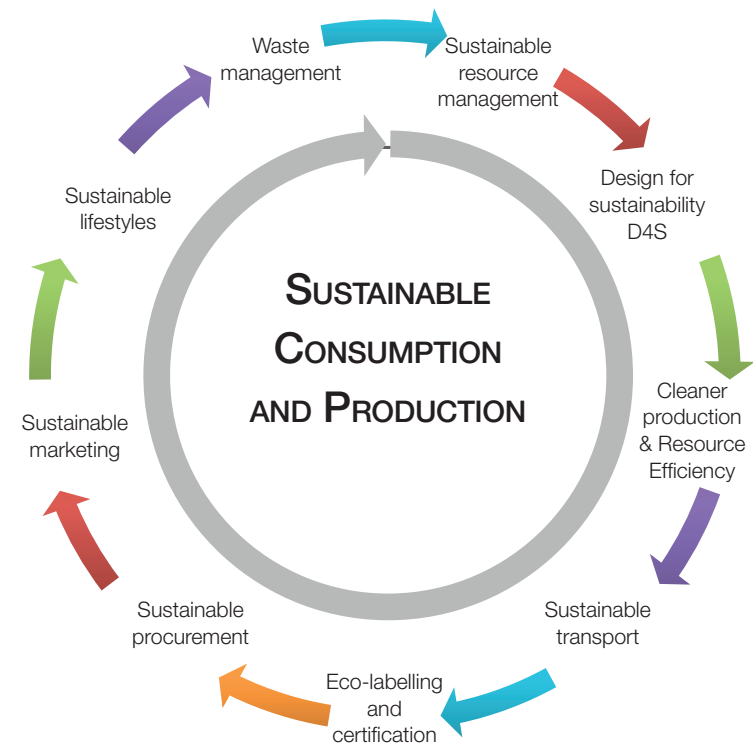 Waste
management
Sustainable
resource
management
Design for
sustainability
D4S
Cleaner
production
& Resource
Efficiency
Sustainable
transport
Eco-labelling
and
certification
Sustainable
procurement
Sustainable
marketing
Sustainable
lifestyles
Sustainable
Consumption
and Production